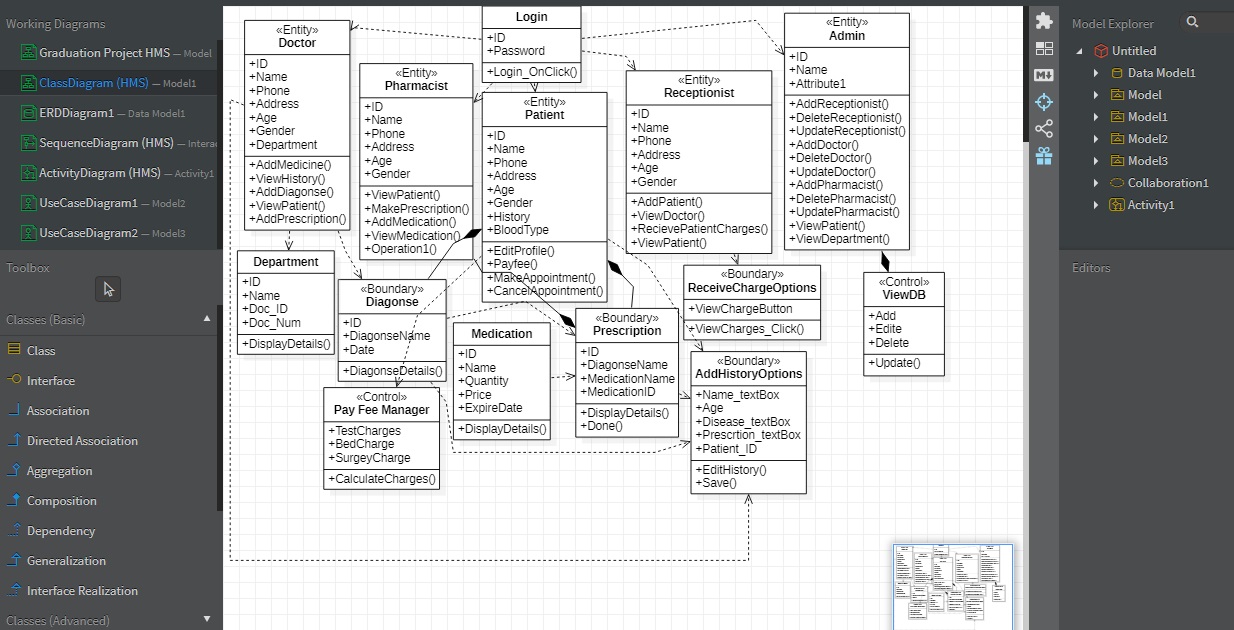 Working Diagrams
Graduation Project HMS — Model
ClassDiagram (HMS) — Model1
ERDDiagram1 — Data Model1
SequenceDiagram (HMS) — Interac
ActivityDiagram (HMS) — Activity1
UseCaseDiagram1 — Model2
UseCaseDiagram2 — Model3
Toolbox
Classes (Basic)
Class
Interface
Association
Directed Association
Aggregation
Composition
Dependency
Generalization
Interface Realization
Classes (Advanced)
«Entity»
Doctor
+ID
+Name
+Phone
+Address
+Age
+Gender
+Department
+AddMedicine()
+ViewHistory()
+AddDiagonse()
+ViewPatient()
+AddPrescription()
«Entity»
Pharmacist
+ID
+Name
+Phone
+Address
+Age
+Gender
+ViewPatient()
+MakePrescription()
+AddMedication()
+ViewMedication()
+Operation1()
Login
+ID
+Password
+Login_OnClick()
«Entity»
Patient
+ID
+Name
+Phone
+Address
+Age
+Gender
+History
+BloodType
+EditProfile()
+Payfee()
+MakeAppointment()
+CancelAppointment()
«Entity»
Receptionist
+ID
+Name
+Phone
+Address
+Age
+Gender
+AddPatient()
+ViewDoctor()
+RecievePatientCharges()
+ViewPatient()
«Entity»
Admin
+ID
+Name
+Attribute1
+AddReceptionist()
+DeleteReceptionist()
+UpdateReceptionist()
+AddDoctor()
+DeleteDoctor()
+UpdateDoctor()
+AddPharmacist()
+DeletePharmacist()
+UpdatePharmacist()
+ViewPatient()
+ViewDepartment()
Department
+ID
+Name
+Doc_ID
+Doc_Num
+DisplayDetails()
«Boundary»
Diagonse
+ID
+DiagonseName
+Date
+DiagonseDetails()
«Control»
Pay Fee Manager
+TestCharges
+BedCharge
+SurgeyCharge
+CalculateCharges()
Medication
+ID
+Name
+Quantity
+Price
+ExpireDate
+DisplayDetails()
«Boundary»
Prescription
+ID
+DiagonseName
+MedicationName
+MedicationID
+DisplayDetails()
+Done()
«Boundary»
ReceiveChargeOptions
+ViewChargeButton
+ViewCharges_Click()
«Boundary»
AddHistoryOptions
+Name_textBox
+Age
+Disease_textBox
+Prescrtion_textBox
+Patient_ID
+EditHistory()
+Save()
«Control»
ViewDB
+Add
+Edite
+Delete
+Update()
M
Model Explorer
Untitled
Data Model1
Model
Model1
Model2
Model3
Collaboration1
Activity1
Editors